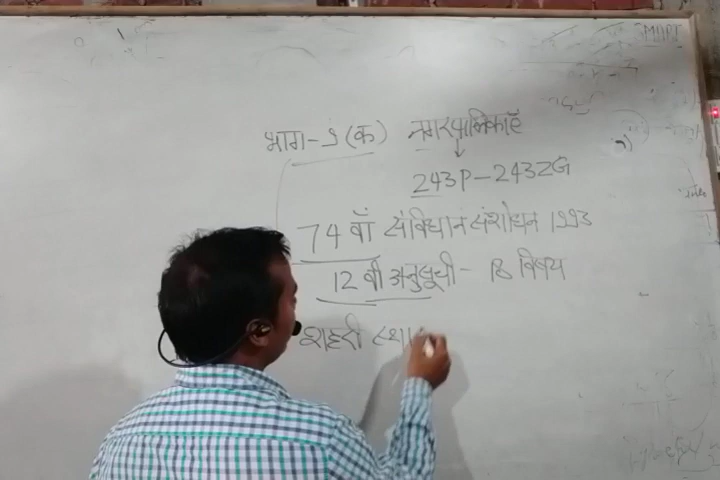 भाग-9 (क) नगरपालिकाएँ
↓
243P-243ZG
74 वाँ संविधान संशोधन 1993
12 वी अनुसूची - 18 विषय
शहरी स्था